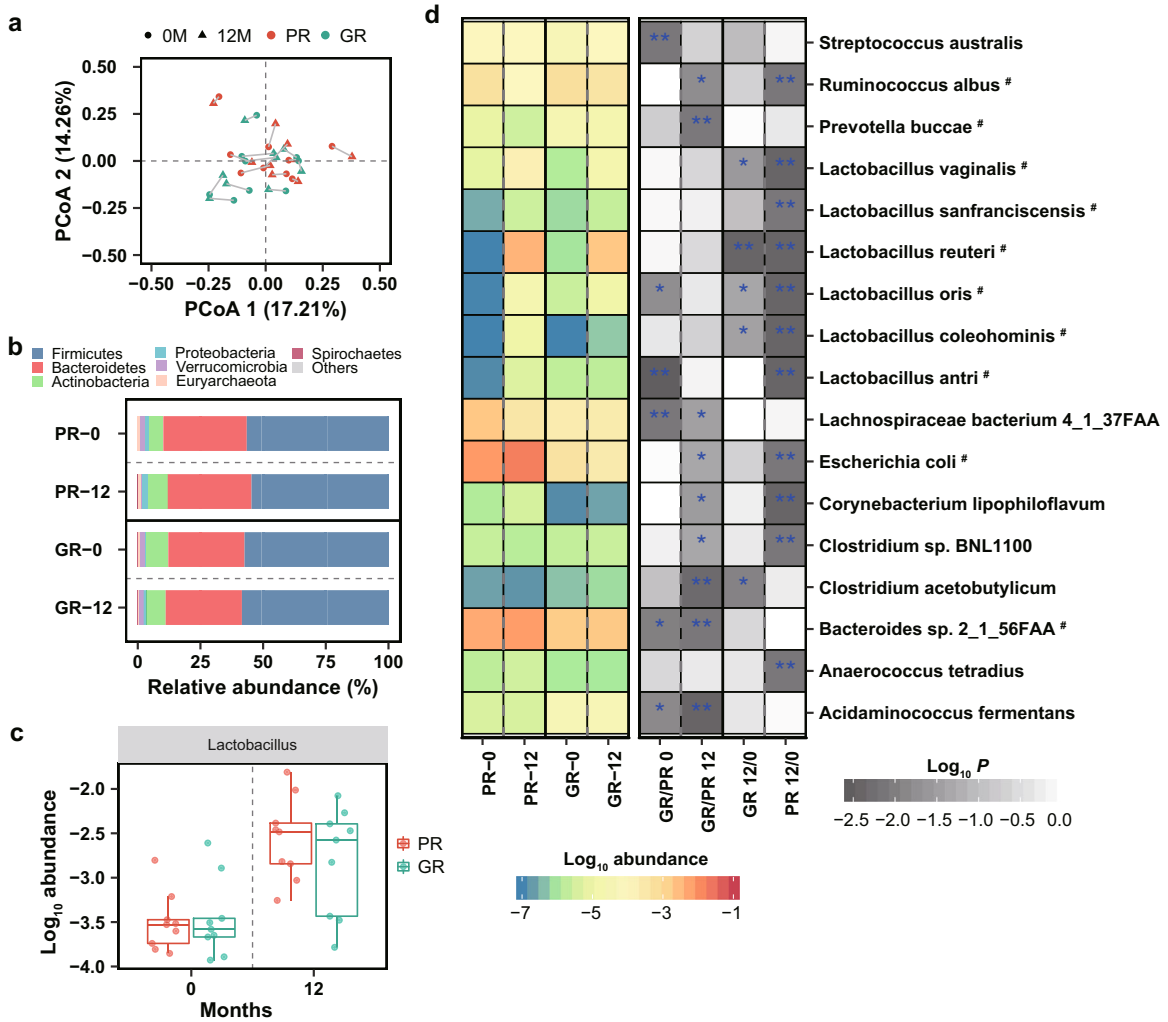 a
0M 12M PR GR
0.50
0.25
0.00
−0.25
−0.50
PCoA 2 (14.26%)
−0.50 −0.25 0.00 0.25 0.50
PCoA 1 (17.21%)
b
Firmicutes Proteobacteria Spirochaetes
Bacteroidetes Verrucomicrobia Others
Actinobacteria Euryarchaeota
PR−0
PR−12
GR−0
GR−12
0 25 50 75 100
Relative abundance (%)
c
Lactobacillus
−2.0
−2.5
−3.0
−3.5
−4.0
Log10 abundance
0 12
Months
PR
GR
d
** Streptococcus australis
* ** Ruminococcus albus #
** Prevotella buccae #
* ** Lactobacillus vaginalis #
** Lactobacillus sanfranciscensis #
** ** Lactobacillus reuteri #
* * ** Lactobacillus oris #
* ** Lactobacillus coleohominis #
** ** Lactobacillus antri #
** * Lachnospiraceae bacterium 4_1_37FAA
* ** Escherichia coli #
* ** Corynebacterium lipophiloflavum
* ** Clostridium sp. BNL1100
** * Clostridium acetobutylicum
* ** Bacteroides sp. 2_1_56FAA #
** Anaerococcus tetradius
* ** Acidaminococcus fermentans
PR−0 PR−12 GR−0 GR−12 GR/PR 0 GR/PR 12 GR 12/0 PR 12/0
Log10 P
−2.5 −2.0 −1.5 −1.0 −0.5 0.0
Log10 abundance
−7 −5 −3 −1